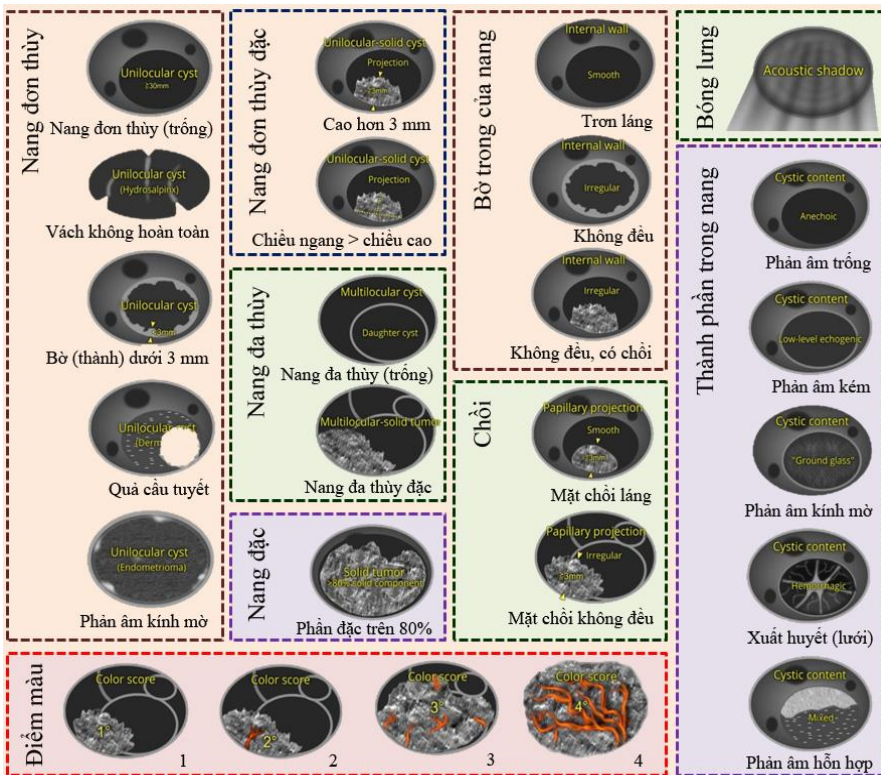 Nang đơn thùy
Unilocular cyst
≥30mm
Nang đơn thùy (trống)
Unilocular cyst
(Hydrosalpinx)
Vách không hoàn toàn
Unilocular cyst
<3mm
Bờ (thành) dưới 3 mm
Unilocular cyst
(Derm
Quả cầu tuyết
Unilocular cyst
(Endometrioma)
Phản âm kính mờ
Nang đơn thùy đặc
Unilocular-solid cyst
Projection
≥3mm
Cao hơn 3 mm
Unilocular-solid cyst
Projection
Chiều ngang > chiều cao
Nang đa thùy
Multilocular cyst
Daughter cyst
Nang đa thùy (trống)
Multilocular-solid tumor
Nang đa thùy đặc
Nang đặc
Solid tumor
>80% solid component
Phần đặc trên 80%
Bờ trong của nang
Internal wall
Smooth
Trơn láng
Internal wall
Irregular
Không đều
Internal wall
Irregular
Không đều, có chồi
Chồi
Papillary projection
Smooth
≥3mm
Mặt chồi láng
Papillary projection
Irregular
≥3mm
Mặt chồi không đều
Bóng lưng
Acoustic shadow
Thành phần trong nang
Cystic content
Anechoic
Phản âm trống
Cystic content
Low-level echogenic
Phản âm kém
Cystic content
"Ground glass"
Phản âm kính mờ
Cystic content
Hemorrhagic
Xuất huyết (lưới)
Cystic content
Mixed
Phản âm hỗn hợp
Điểm màu
Color score
1°
1
Color score
2°
2
Color score
3°
3
Color score
4°
4